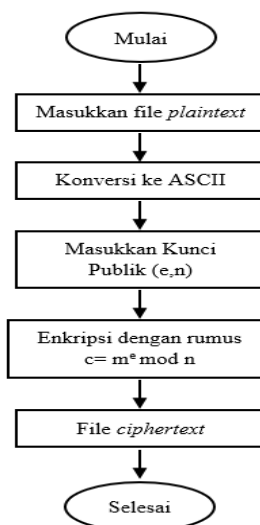 Mulai
Masukkan file plaintext
Konversi ke ASCII
Masukkan Kunci
Publik (e,n)
Enkripsi dengan rumus
c= mᵉ mod n
File ciphertext
Selesai